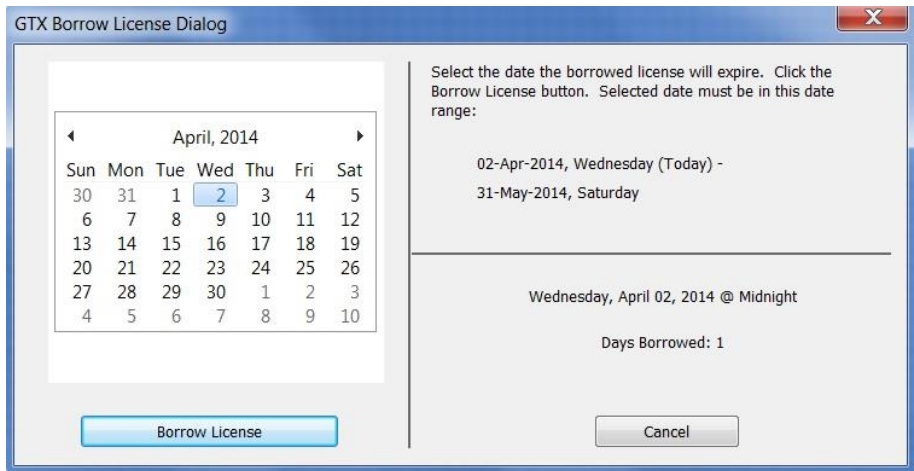 GTX Borrow License Dialog
April, 2014
Sun Mon Tue Wed Thu Fri Sat
30 31 1 2 3 4 5
6 7 8 9 10 11 12
13 14 15 16 17 18 19
20 21 22 23 24 25 26
27 28 29 30 1 2 3
4 5 6 7 8 9 10
Borrow License
Select the date the borrowed license will expire. Click the
Borrow License button. Selected date must be in this date
range:
02-Apr-2014, Wednesday (Today) -
31-May-2014, Saturday
Wednesday, April 02, 2014 @ Midnight
Days Borrowed: 1
Cancel